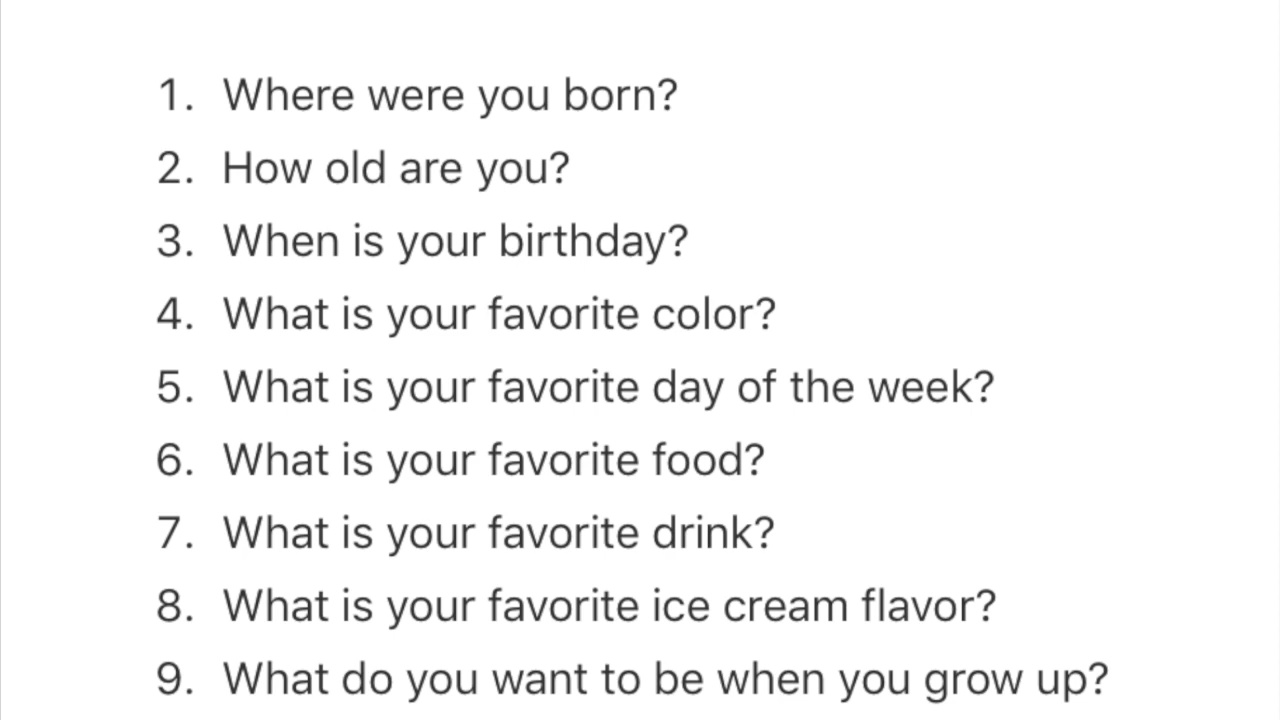 1. Where were you born?
2. How old are you?
3. When is your birthday?
4. What is your favorite color?
5. What is your favorite day of the week?
6. What is your favorite food?
7. What is your favorite drink?
8. What is your favorite ice cream flavor?
9. What do you want to be when you grow up?